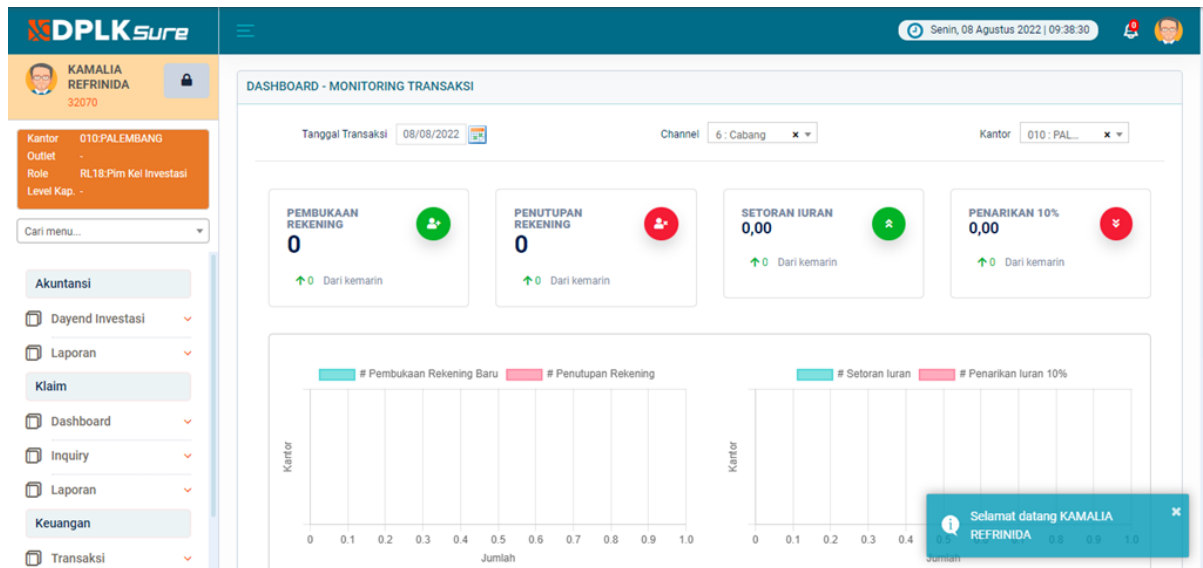 DPLKSure
Senin, 08 Agustus 2022 | 09:38:30
KAMALIA
REFRINIDA
32070
Kantor 010:PALEMBANG
Outlet -
Role RL18:Pim Kel Investasi
Level Kap. -
Cari menu...
Akuntansi
Dayend Investasi
Laporan
Klaim
Dashboard
Inquiry
Laporan
Keuangan
Transaksi
DASHBOARD - MONITORING TRANSAKSI
Tanggal Transaksi 08/08/2022 Channel 6 : Cabang x Kantor 010 : PAL... x
PEMBUKAAN
REKENING
0
0 Dari kemarin
PENUTUPAN
REKENING
0
0 Dari kemarin
SETORAN IURAN
0,00
0 Dari kemarin
PENARIKAN 10%
0,00
0 Dari kemarin
# Pembukaan Rekening Baru # Penutupan Rekening
Kantor
0 0.1 0.2 0.3 0.4 0.5 0.6 0.7 0.8 0.9 1.0
Jumlah
# Setoran Iuran # Penarikan Iuran 10%
Kantor
0 0.1 0.2 0.3 0.4 0.5 0.6 0.7 0.8 0.9 1.0
Jumlah
Selamat datang KAMALIA
REFRINIDA